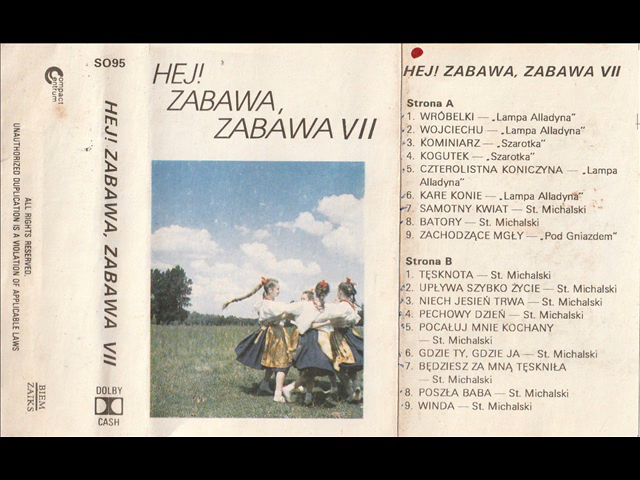 Compact
Centrum
UNAUTHORIZED DUPLICATION IS A VIOLATION OF APPLICABLE LAWS
ALL RIGHTS RESERVED.
BIEM
ZAIKS
SO95
HEJ! ZABAWA, ZABAWA VII
DOLBY
CASH
HEJ!
ZABAWA,
ZABAWA VII
HEJ! ZABAWA, ZABAWA VII
Strona A
1. WRÓBELKI — „Lampa Alladyna”
2. WOJCIECHU — „Lampa Alladyna”
3. KOMINIARZ — „Szarotka”
4. KOGUTEK — „Szarotka”
5. CZTEROLISTNA KONICZYNA — „Lampa
Alladyna”
6. KARE KONIE — „Lampa Alladyna”
7. SAMOTNY KWIAT — St. Michalski
8. BATORY — St. Michalski
9. ZACHODZĄCE MGŁY — „Pod Gniazdem”
Strona B
1. TĘSKNOTA — St. Michalski
2. UPŁYWA SZYBKO ŻYCIE — St. Michalski
3. NIECH JESIEŃ TRWA — St. Michalski
4. PECHOWY DZIEŃ — St. Michalski
5. POCAŁUJ MNIE KOCHANY
— St. Michalski
6. GDZIE TY, GDZIE JA — St. Michalski
7. BĘDZIESZ ZA MNĄ TĘSKNIŁA
— St. Michalski
8. POSZŁA BABA — St. Michalski
9. WINDA — St. Michalski